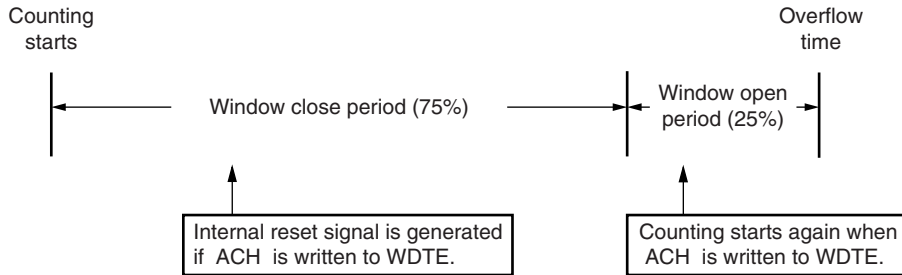 Counting
starts
Overflow
time
Window close period (75%)
Window open
period (25%)
Internal reset signal is generated
if ACH is written to WDTE.
Counting starts again when
ACH is written to WDTE.